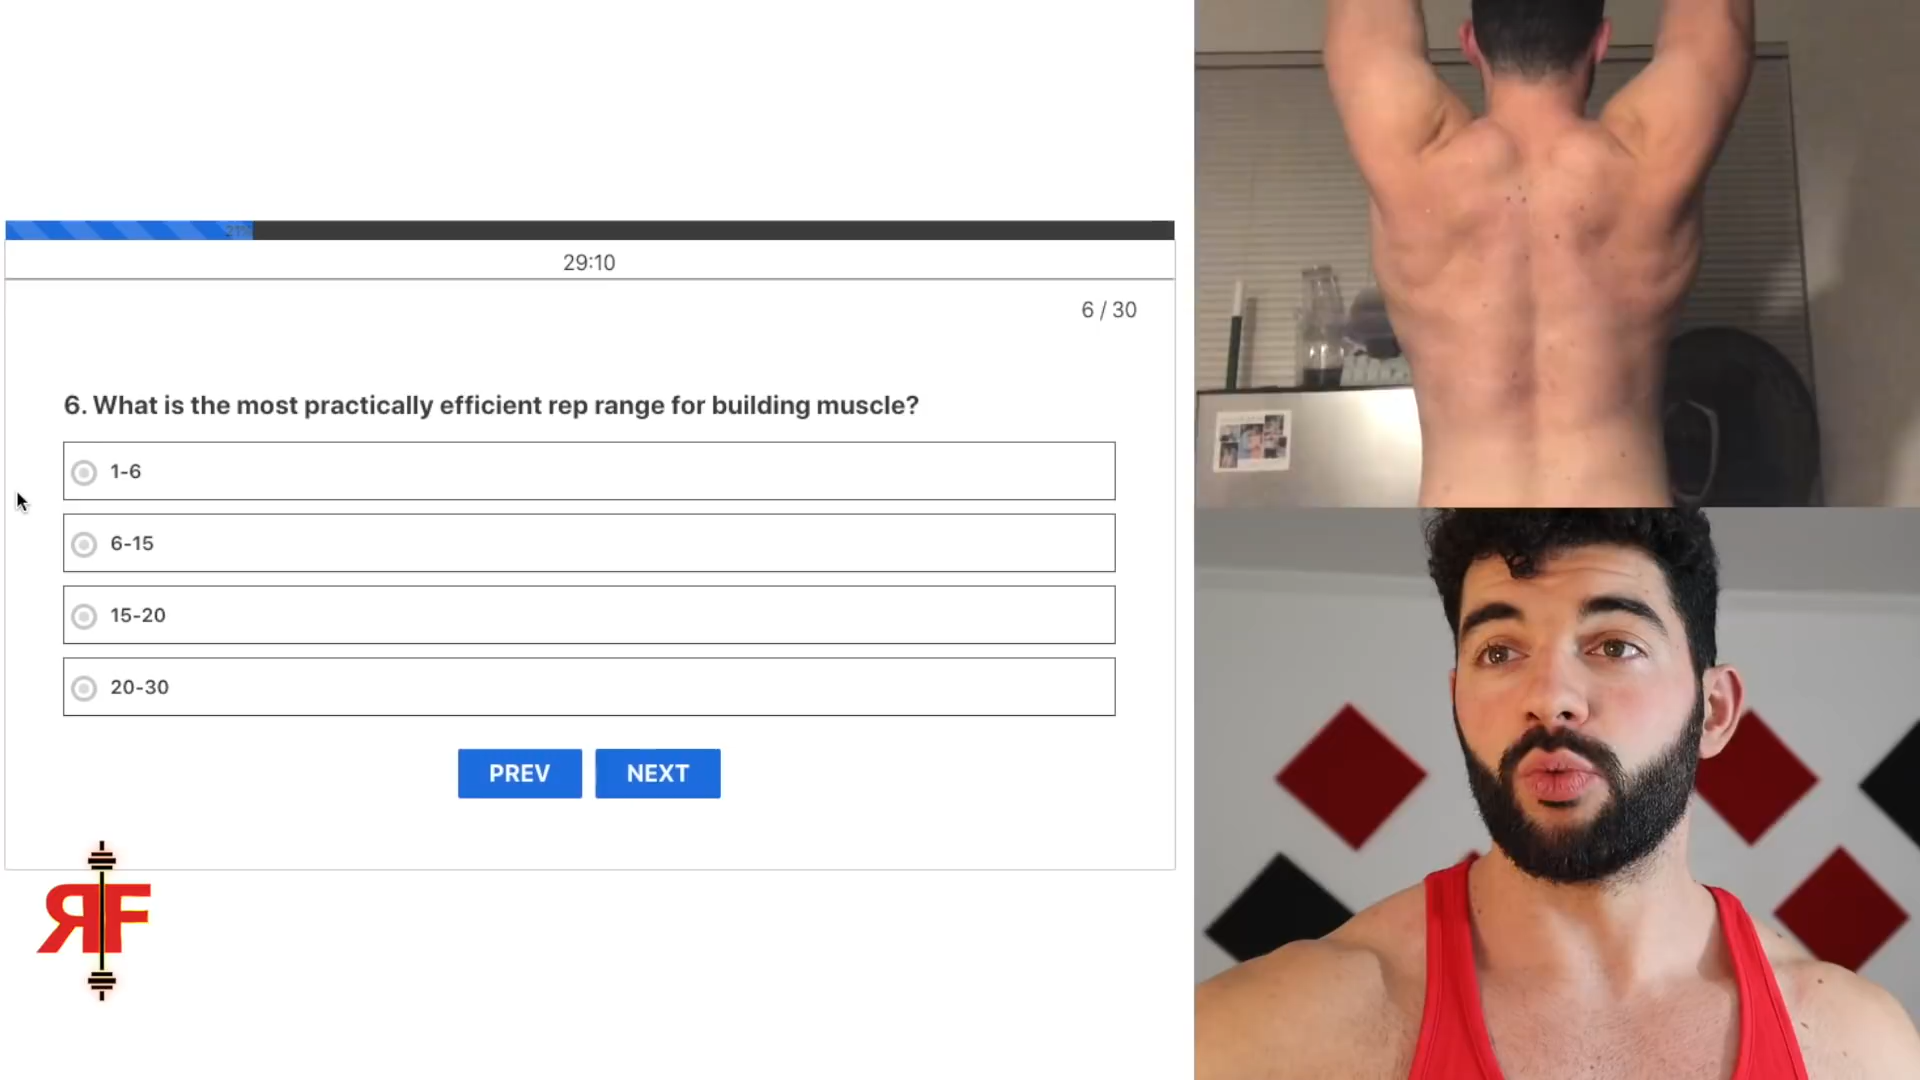 21%
29:10
6 / 30
6. What is the most practically efficient rep range for building muscle?
1-6
6-15
15-20
20-30
PREV
NEXT
RF